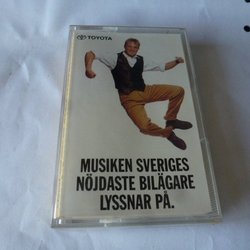 TOYOTA
MUSIKEN SVERIGES
NÖJDASTE BILÄGARE
LYSSNAR PÅ.